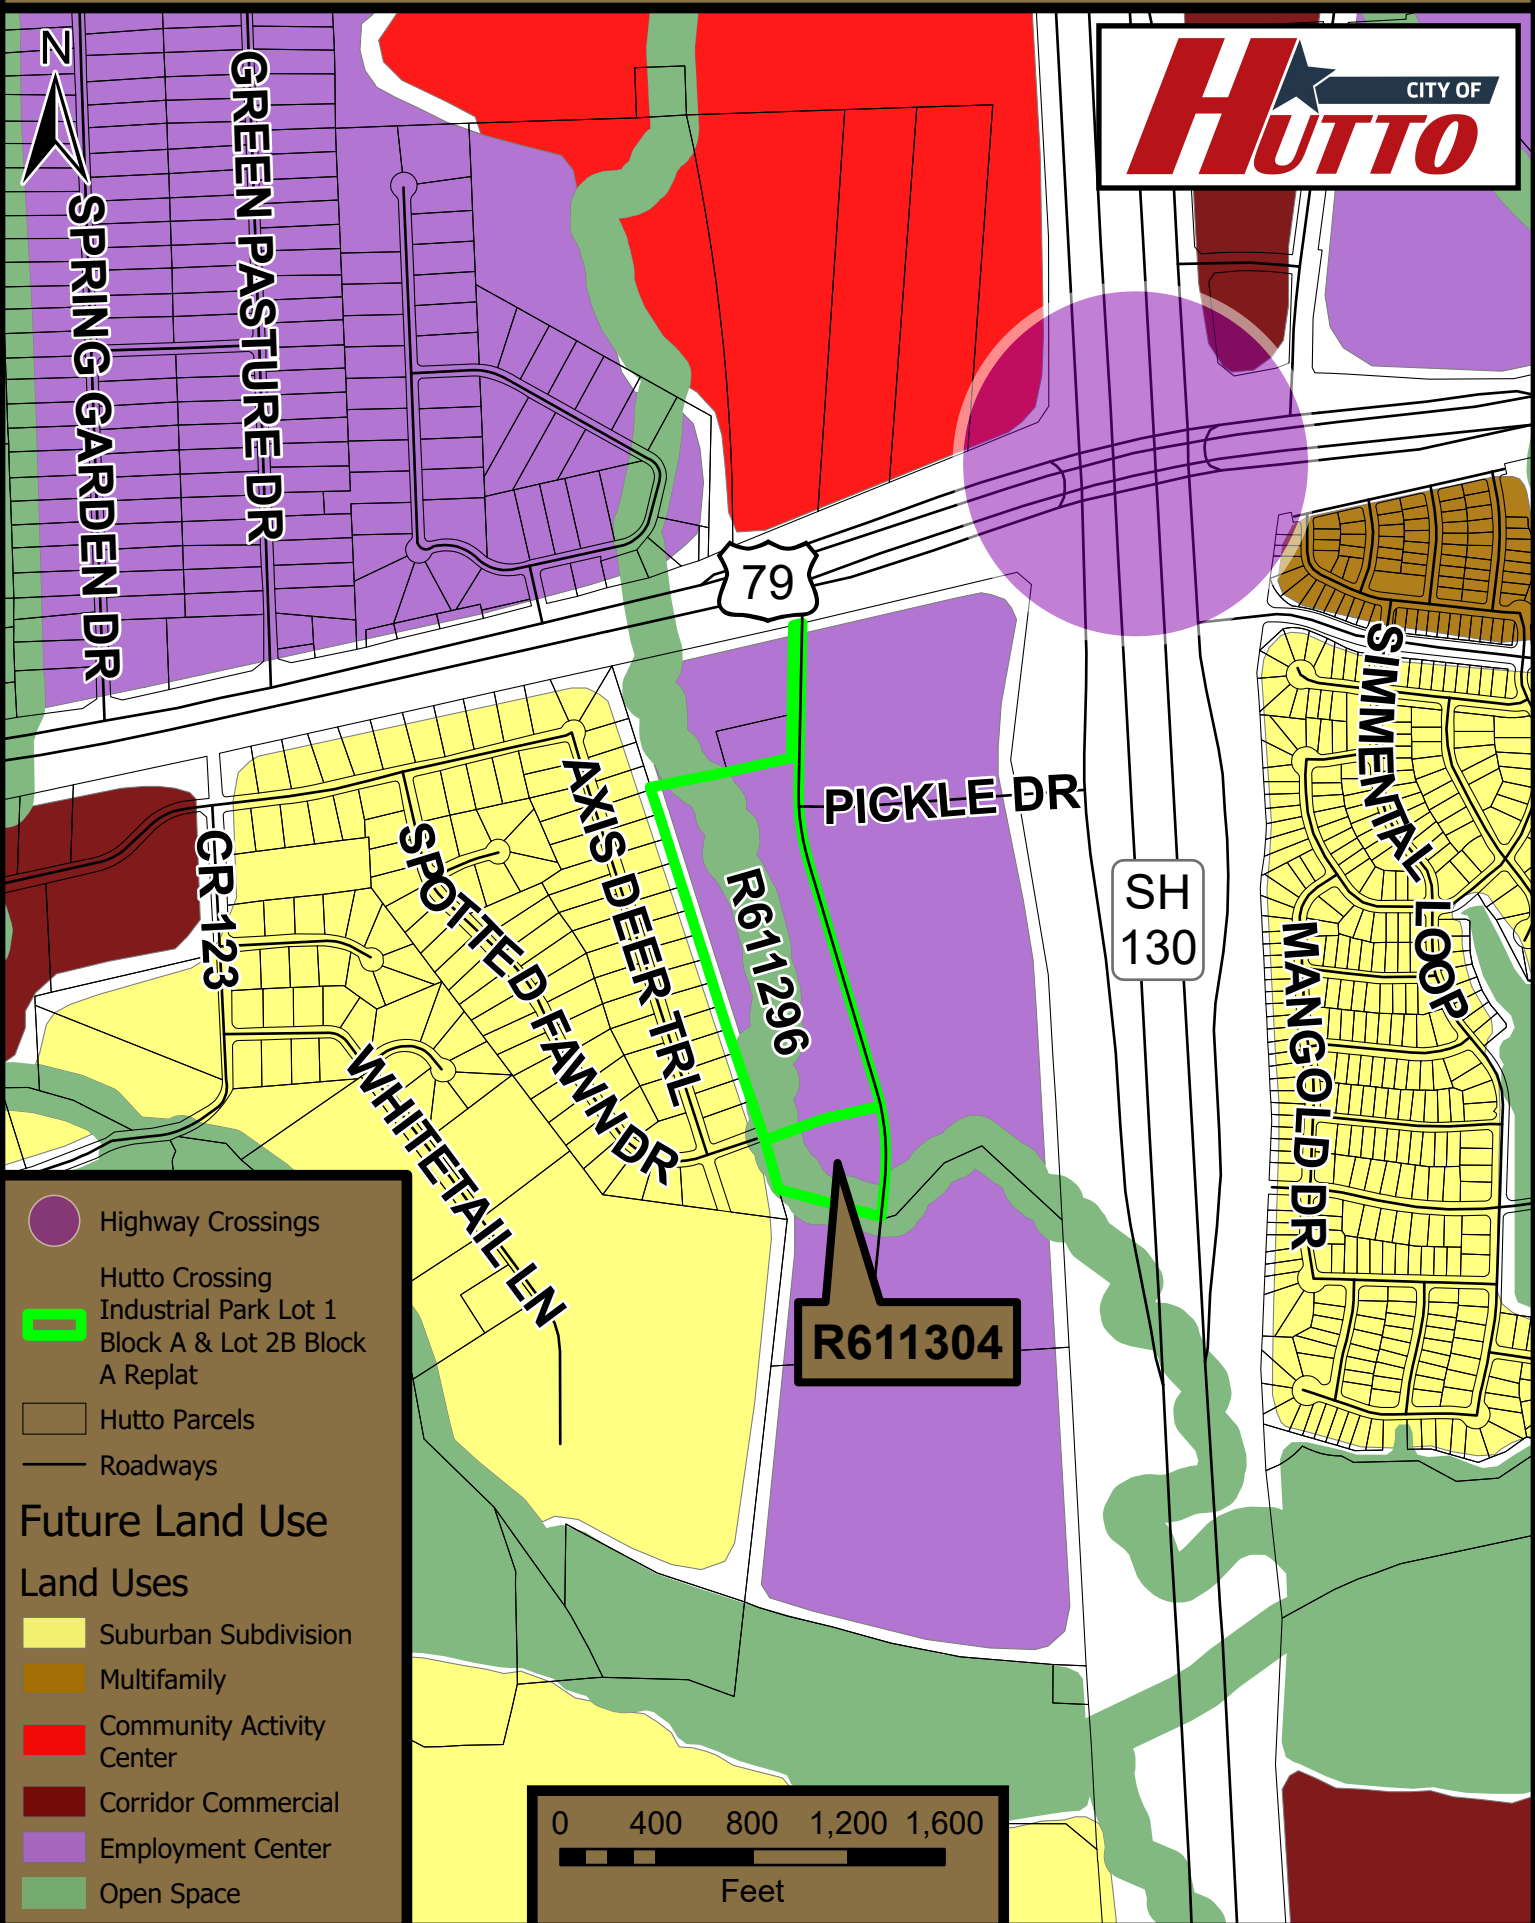 N
CITY OF
HUTTO
GREEN PASTURE DR
SPRING GARDEN DR
79
SIMMENTAL LOOP
PICKLE DR
AXIS DEER TRL
SPOTTED FAWN DR
CR 123
R611296
SH
130
MANGOLD DR
WHITETAIL LN
R611304
Highway Crossings
Hutto Crossing
Industrial Park Lot 1
Block A & Lot 2B Block
A Replat
Hutto Parcels
Roadways
Future Land Use
Land Uses
Suburban Subdivision
Multifamily
Community Activity
Center
Corridor Commercial
Employment Center
Open Space
0 400 800 1,200 1,600
Feet